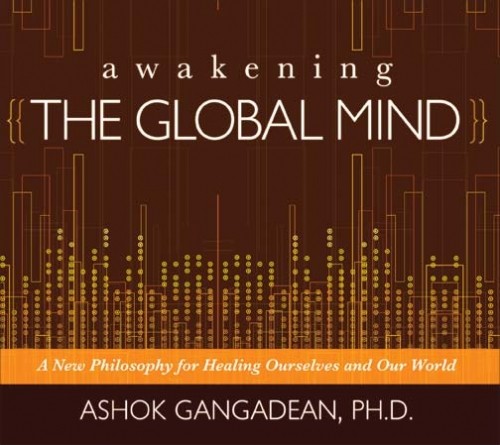 awakening
{{THE GLOBAL MIND}}
A New Philosophy for Healing Ourselves and Our World
ASHOK GANGADEAN, PH.D.